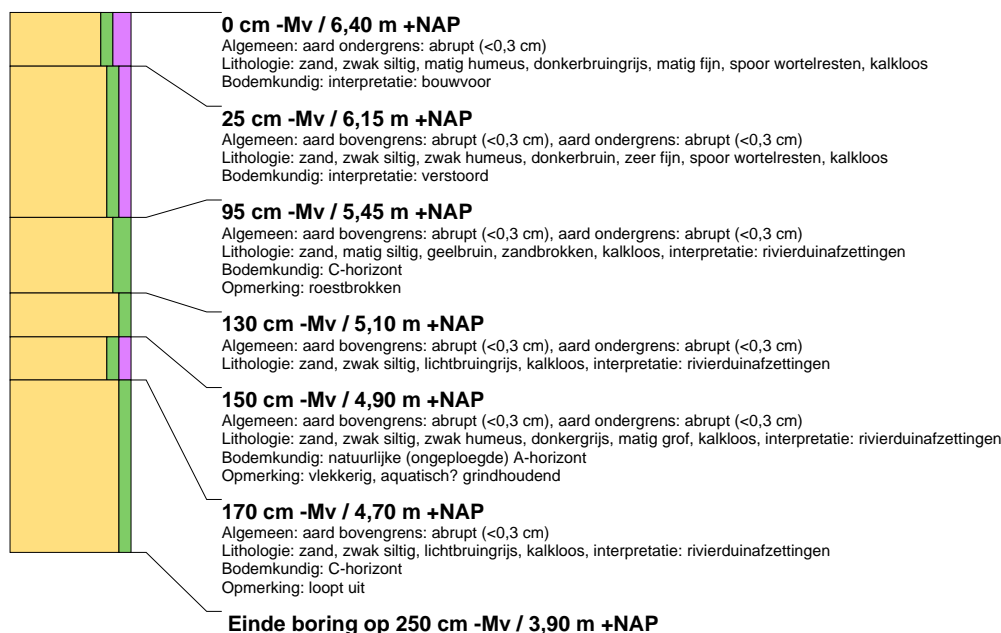 0 cm -Mv / 6,40 m +NAP
Algemeen: aard ondergrens: abrupt (<0,3 cm)
Lithologie: zand, zwak siltig, matig humeus, donkerbruingrijs, matig fijn, spoor wortelresten, kalkloos
Bodemkundig: interpretatie: bouwvoor
25 cm -Mv / 6,15 m +NAP
Algemeen: aard bovengrens: abrupt (<0,3 cm), aard ondergrens: abrupt (<0,3 cm)
Lithologie: zand, zwak siltig, zwak humeus, donkerbruin, zeer fijn, spoor wortelresten, kalkloos
Bodemkundig: interpretatie: verstoord
95 cm -Mv / 5,45 m +NAP
Algemeen: aard bovengrens: abrupt (<0,3 cm), aard ondergrens: abrupt (<0,3 cm)
Lithologie: zand, matig siltig, geelbruin, zandbrokken, kalkloos, interpretatie: rivierduinafzettingen
Bodemkundig: C-horizont
Opmerking: roestbrokken
130 cm -Mv / 5,10 m +NAP
Algemeen: aard bovengrens: abrupt (<0,3 cm), aard ondergrens: abrupt (<0,3 cm)
Lithologie: zand, zwak siltig, lichtbruingrijs, kalkloos, interpretatie: rivierduinafzettingen
150 cm -Mv / 4,90 m +NAP
Algemeen: aard bovengrens: abrupt (<0,3 cm), aard ondergrens: abrupt (<0,3 cm)
Lithologie: zand, zwak siltig, zwak humeus, donkergrijs, matig grof, kalkloos, interpretatie: rivierduinafzettingen
Bodemkundig: natuurlijke (ongeploegde) A-horizont
Opmerking: vlekkerig, aquatisch? grindhoudend
170 cm -Mv / 4,70 m +NAP
Algemeen: aard bovengrens: abrupt (<0,3 cm)
Lithologie: zand, zwak siltig, lichtbruingrijs, kalkloos, interpretatie: rivierduinafzettingen
Bodemkundig: C-horizont
Opmerking: loopt uit
Einde boring op 250 cm -Mv / 3,90 m +NAP